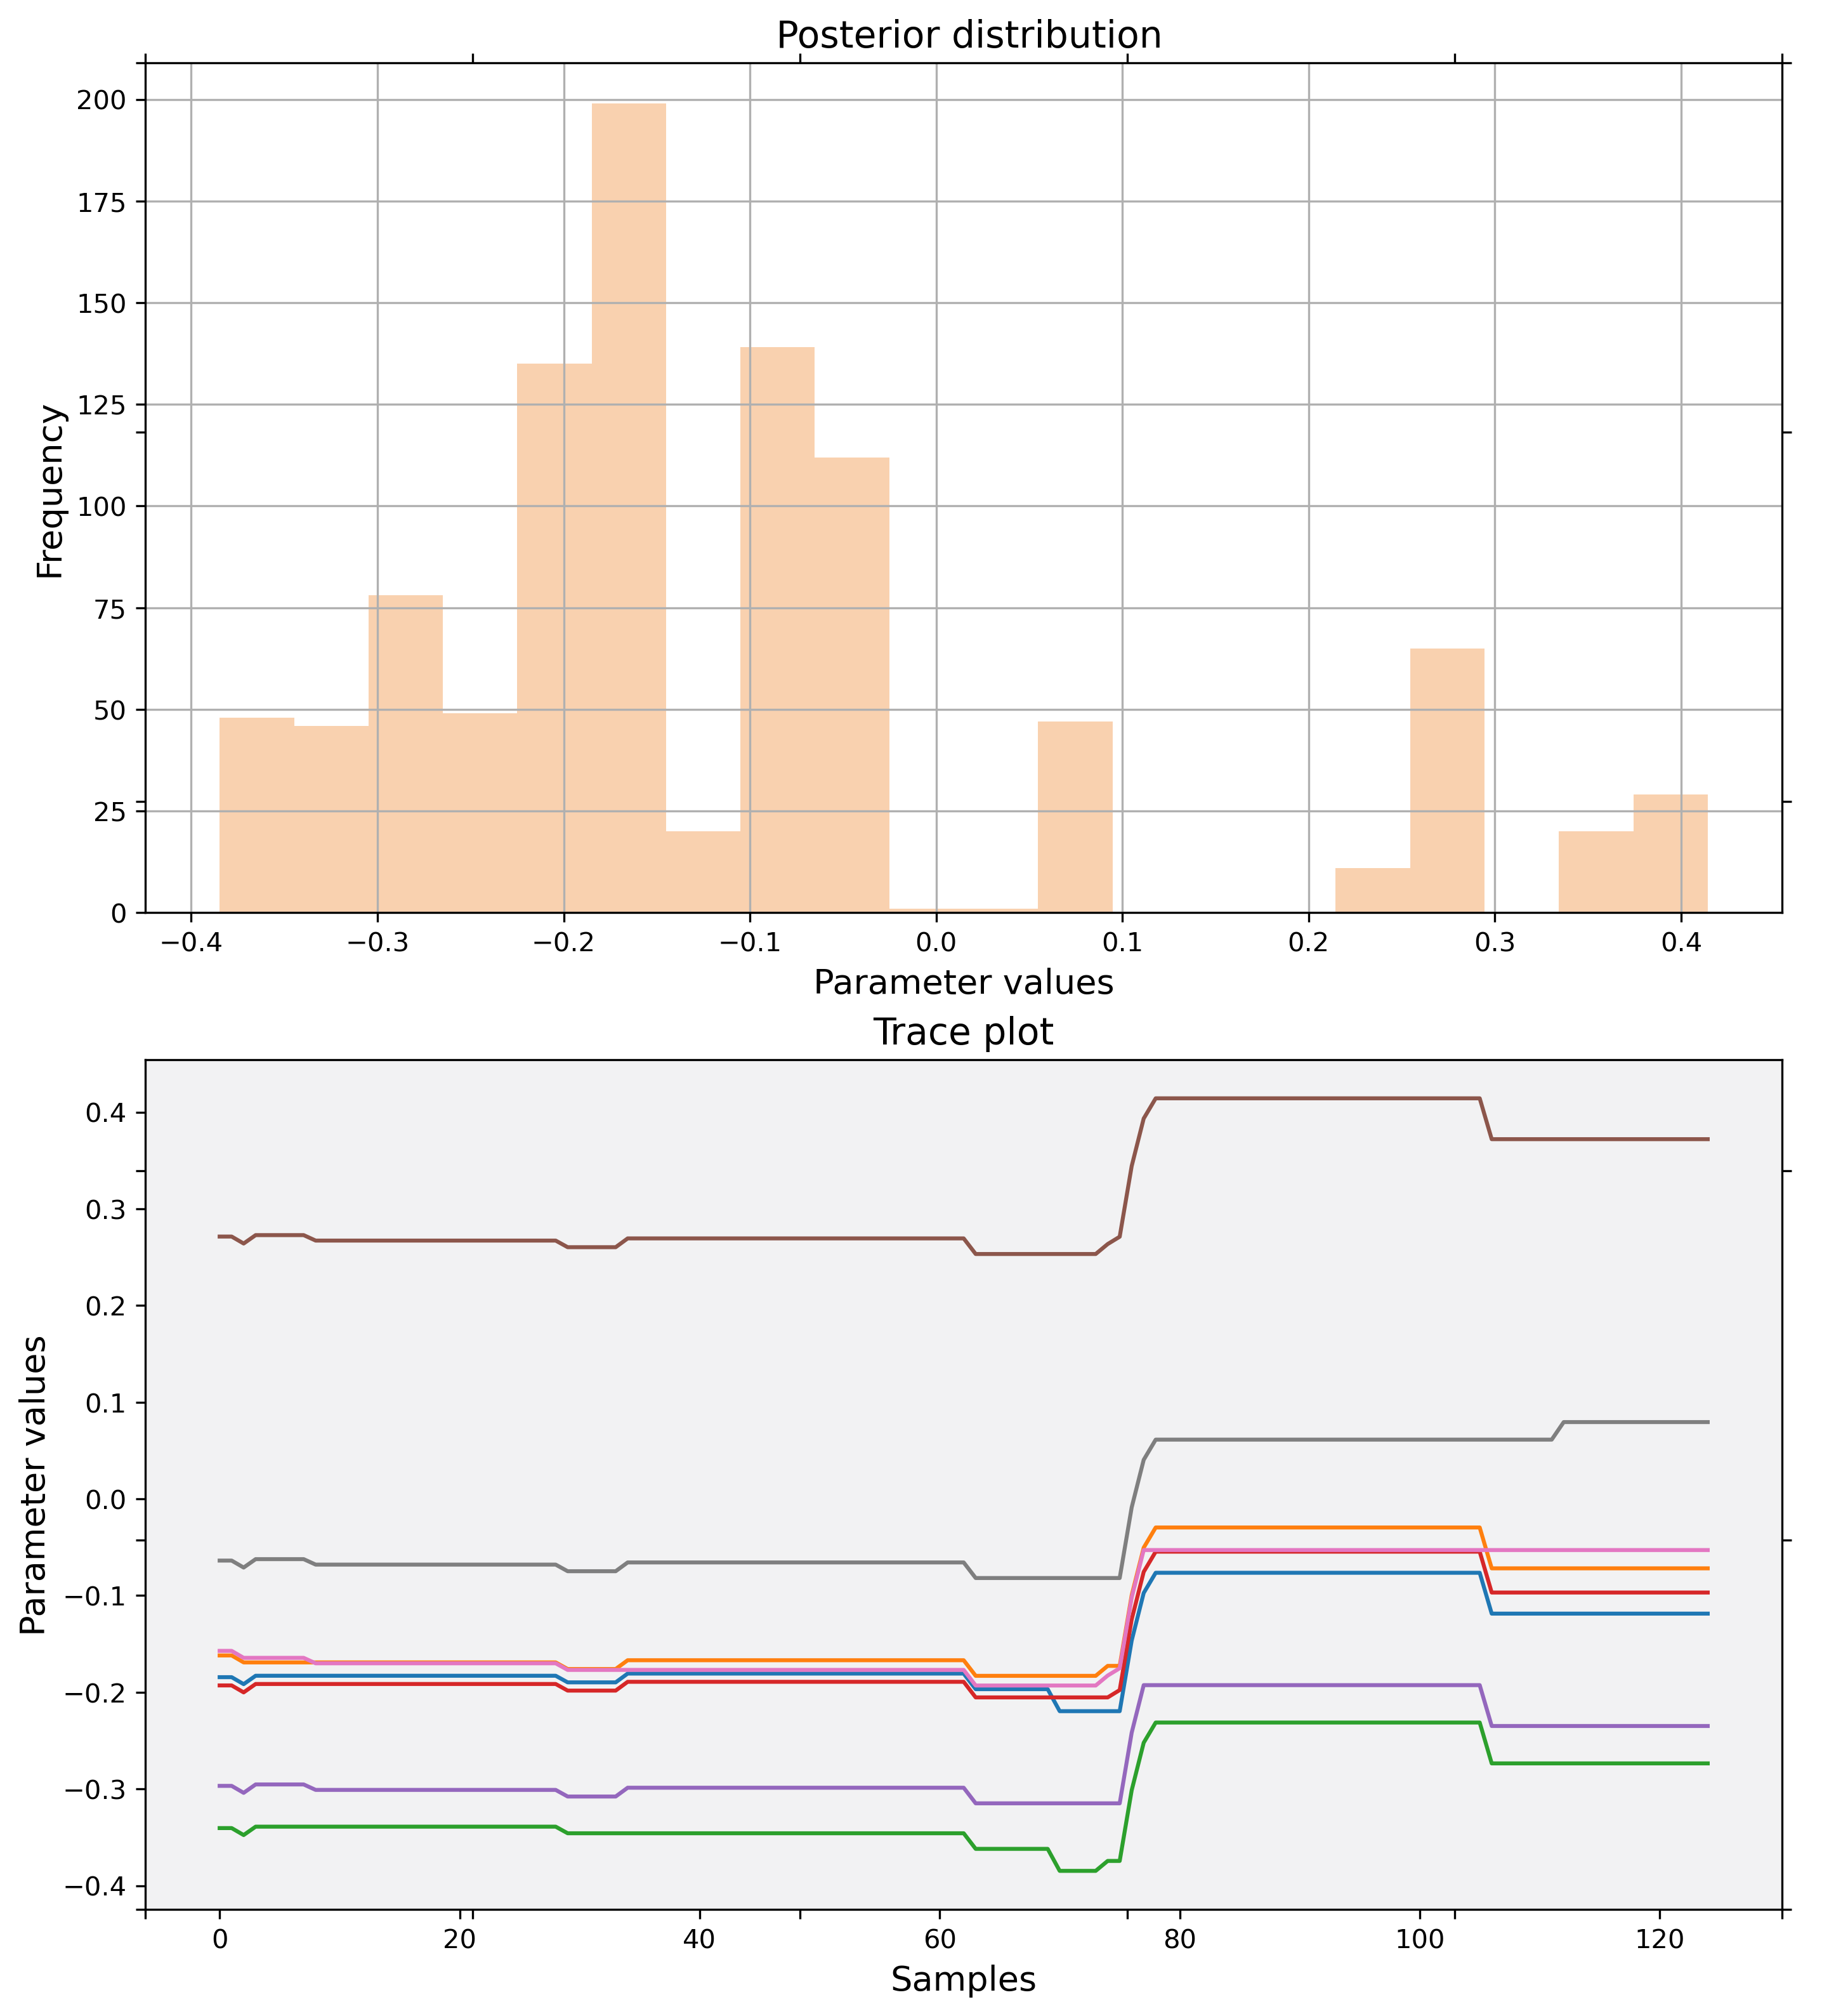 Posterior distribution
200
175
150
125
100
75
50
25
0
Frequency
−0.4 −0.3 −0.2 −0.1 0.0 0.1 0.2 0.3 0.4
Parameter values
Trace plot
0.4
0.3
0.2
0.1
0.0
−0.1
−0.2
−0.3
−0.4
Parameter values
0 20 40 60 80 100 120
Samples